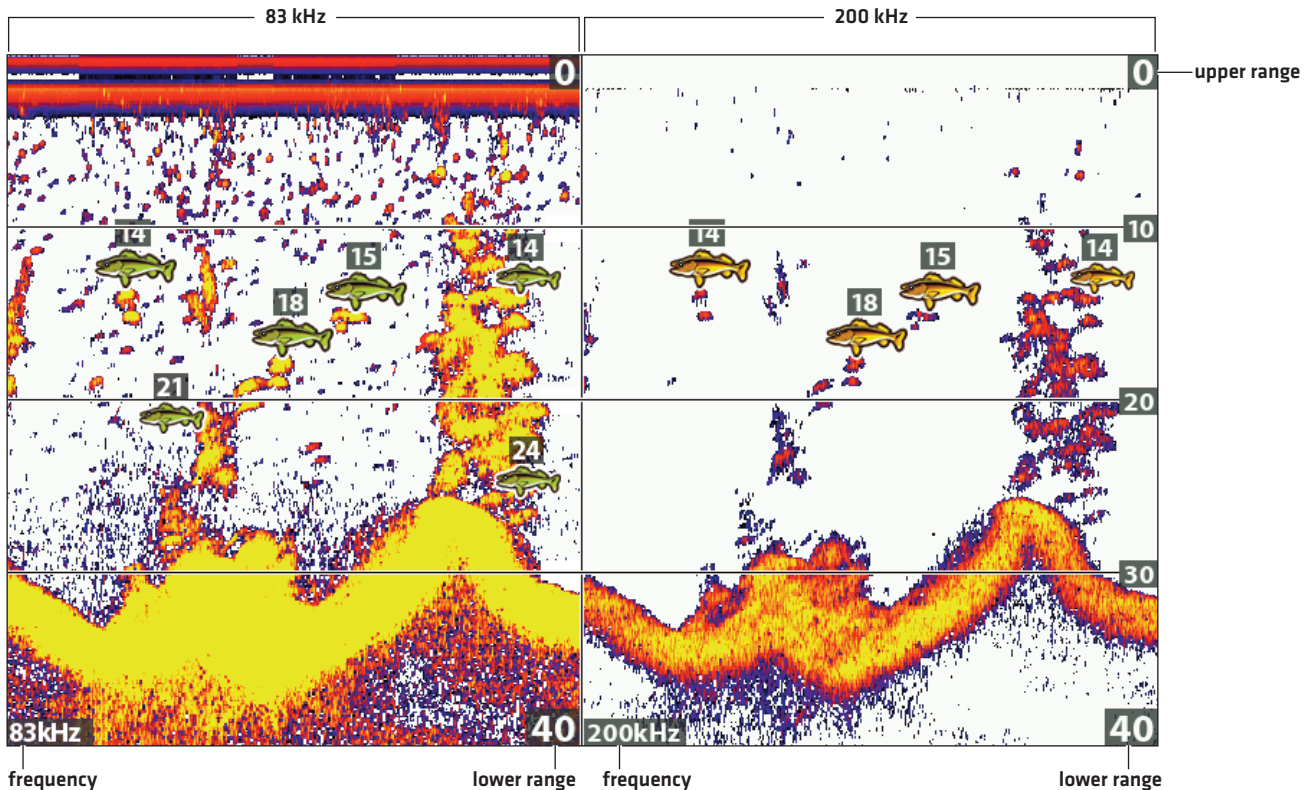 83 kHz
200 kHz
0
0
upper range
10
14
15
14
18
14
15
14
18
20
21
24
30
83kHz
40
200kHz
40
frequency
lower range
frequency
lower range